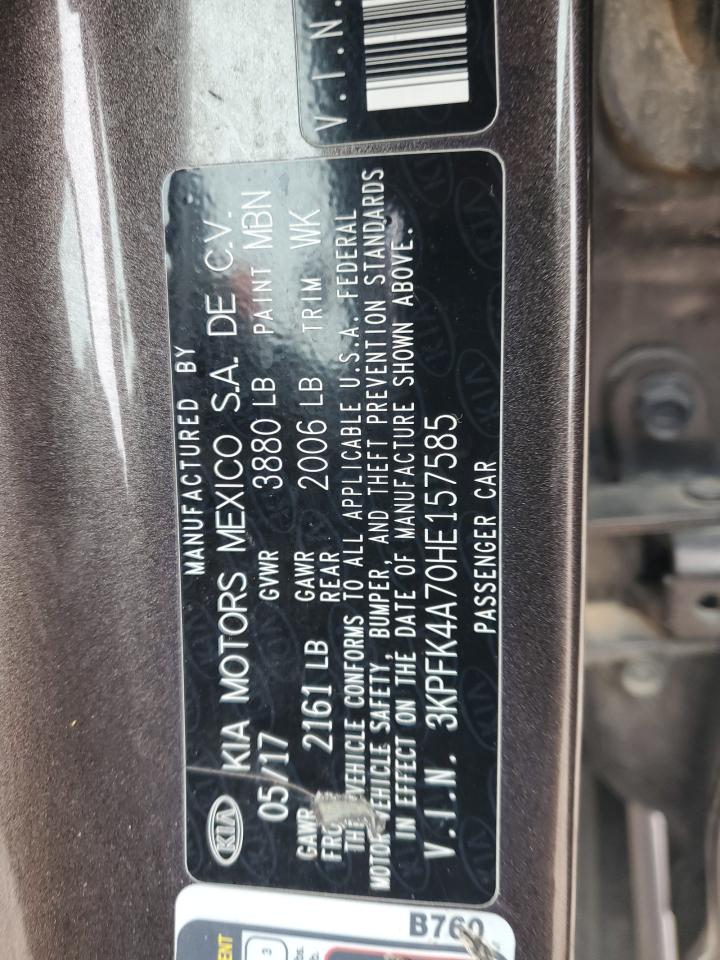 V.I.N.
MANUFACTURED BY
KIA KIA MOTORS MEXICO S.A. DE C.V.
05/17 GVWR 3880 LB PAINT MBN
GAWR 2161 LB GAWR 2006 LB TRIM WK
REAR
VEHICLE CONFORMS TO ALL APPLICABLE U.S.A. FEDERAL
MOTOR VEHICLE SAFETY, BUMPER, AND THEFT PREVENTION STANDARDS
IN EFFECT ON THE DATE OF MANUFACTURE SHOWN ABOVE.
V.I.N. 3KPFK4A70HE157585
PASSENGER CAR
B760
3